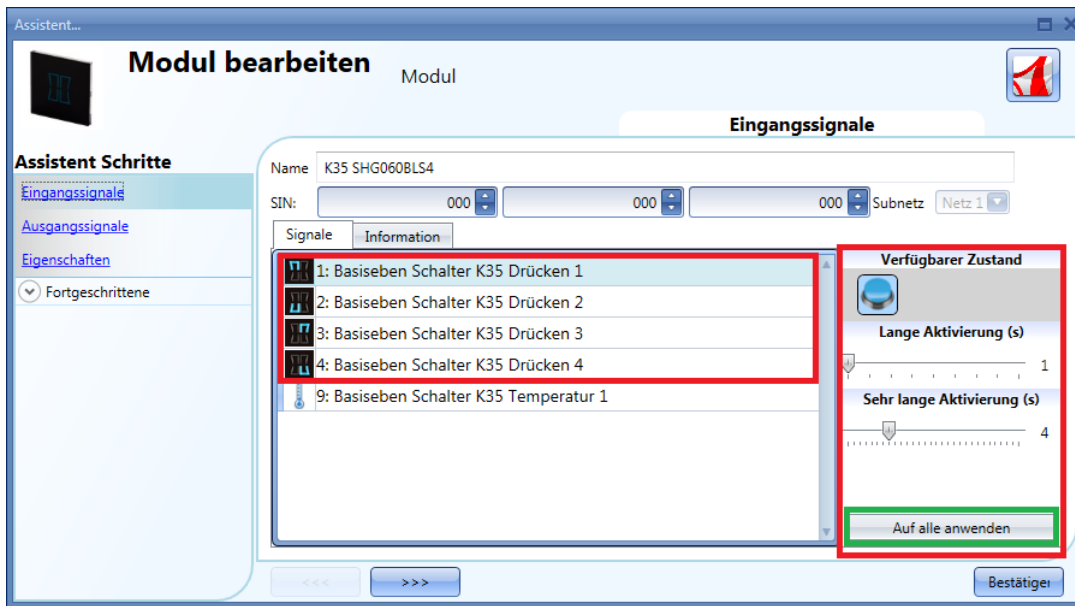 Assistent...
Modul bearbeiten
Modul
Eingangssignale
Assistent Schritte
Eingangssignale
Ausgangssignale
Eigenschaften
Fortgeschrittene
Name K35 SHG060BLS4
SIN: 000 000 000 Subnetz Netz 1
Signale Information
1: Basiseben Schalter K35 Drücken 1
2: Basiseben Schalter K35 Drücken 2
3: Basiseben Schalter K35 Drücken 3
4: Basiseben Schalter K35 Drücken 4
9: Basiseben Schalter K35 Temperatur 1
Verfügbarer Zustand
Lange Aktivierung (s)
1
Sehr lange Aktivierung (s)
4
Auf alle anwenden
<<< >>> Bestätiger